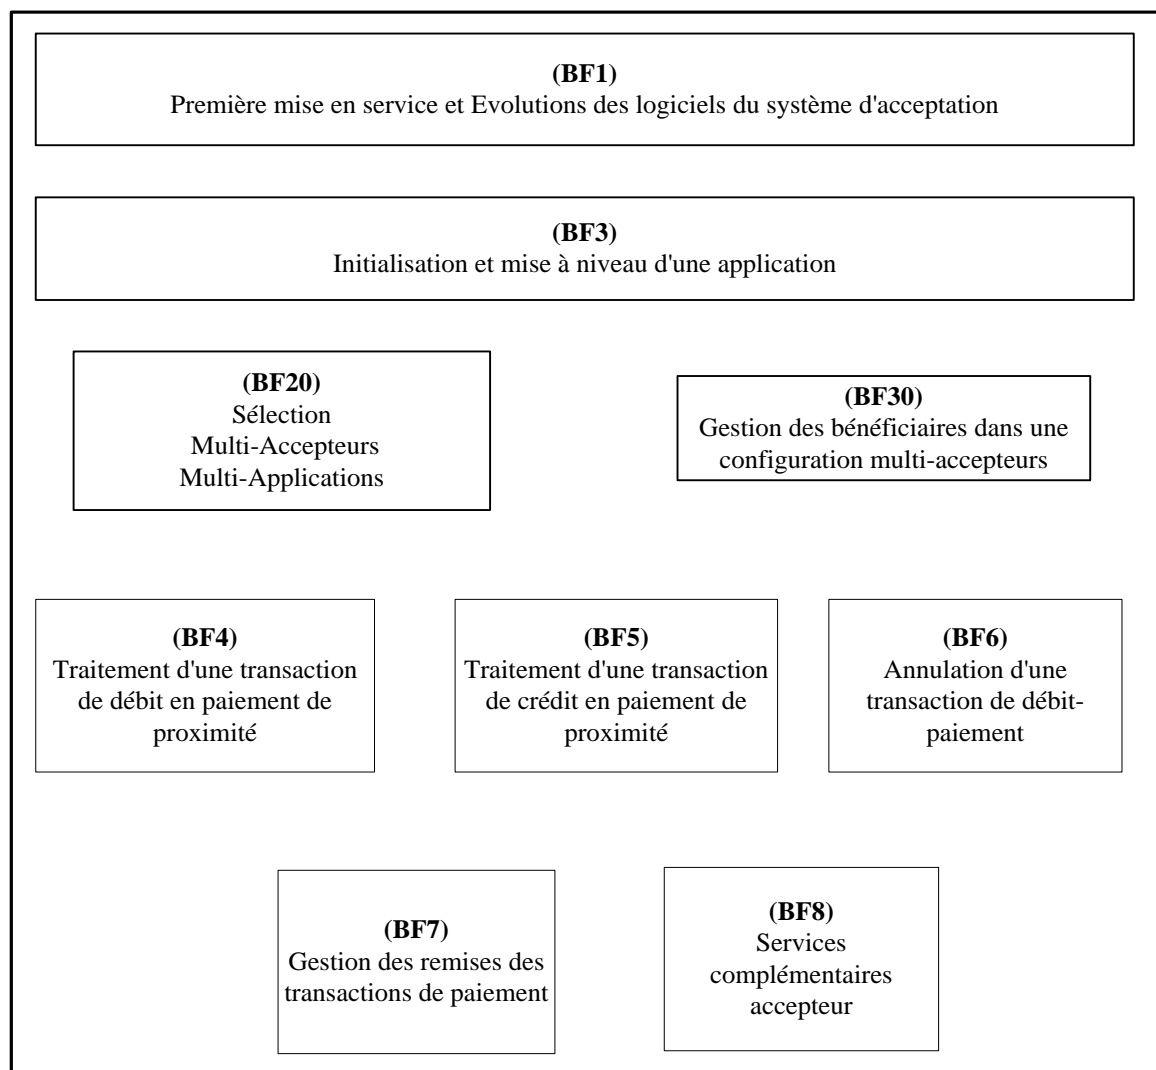 (BF1)
Première mise en service et Evolutions des logiciels du système d'acceptation
(BF3)
Initialisation et mise à niveau d'une application
(BF20)
Sélection
Multi-Accepteurs
Multi-Applications
(BF30)
Gestion des bénéficiaires dans une
configuration multi-accepteurs
(BF4)
Traitement d'une transaction
de débit en paiement de
proximité
(BF5)
Traitement d'une transaction
de crédit en paiement de
proximité
(BF6)
Annulation d'une
transaction de débit-
paiement
(BF7)
Gestion des remises des
transactions de paiement
(BF8)
Services
complémentaires
accepteur